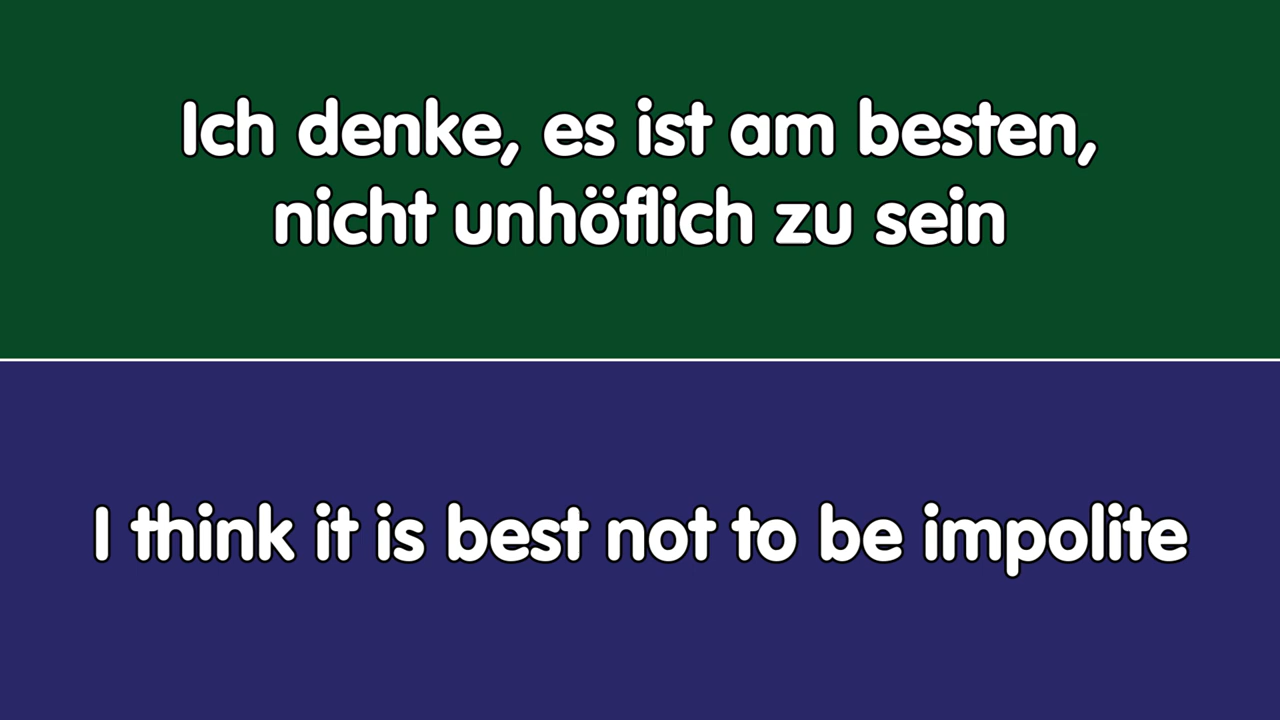 Ich denke, es ist am besten,
nicht unhöflich zu sein
I think it is best not to be impolite